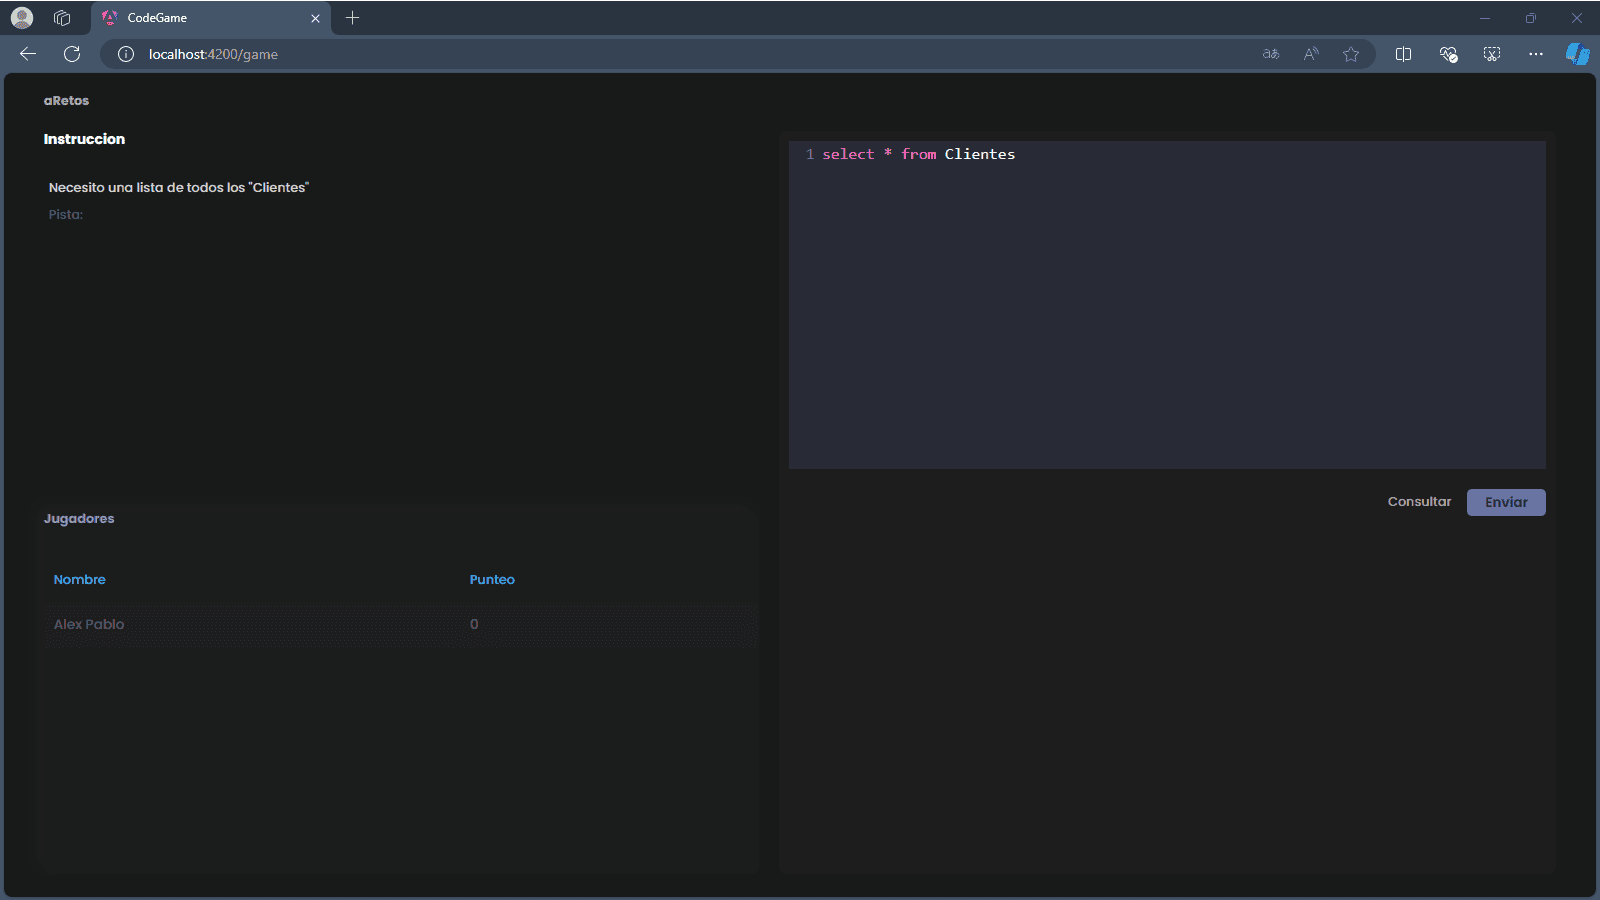 CodeGame
localhost:4200/game
aRetos
Instruccion
Necesito una lista de todos los "Clientes"
Pista:
1 select * from Clientes
Consultar Enviar
Jugadores
Nombre Punteo
Alex Pablo 0